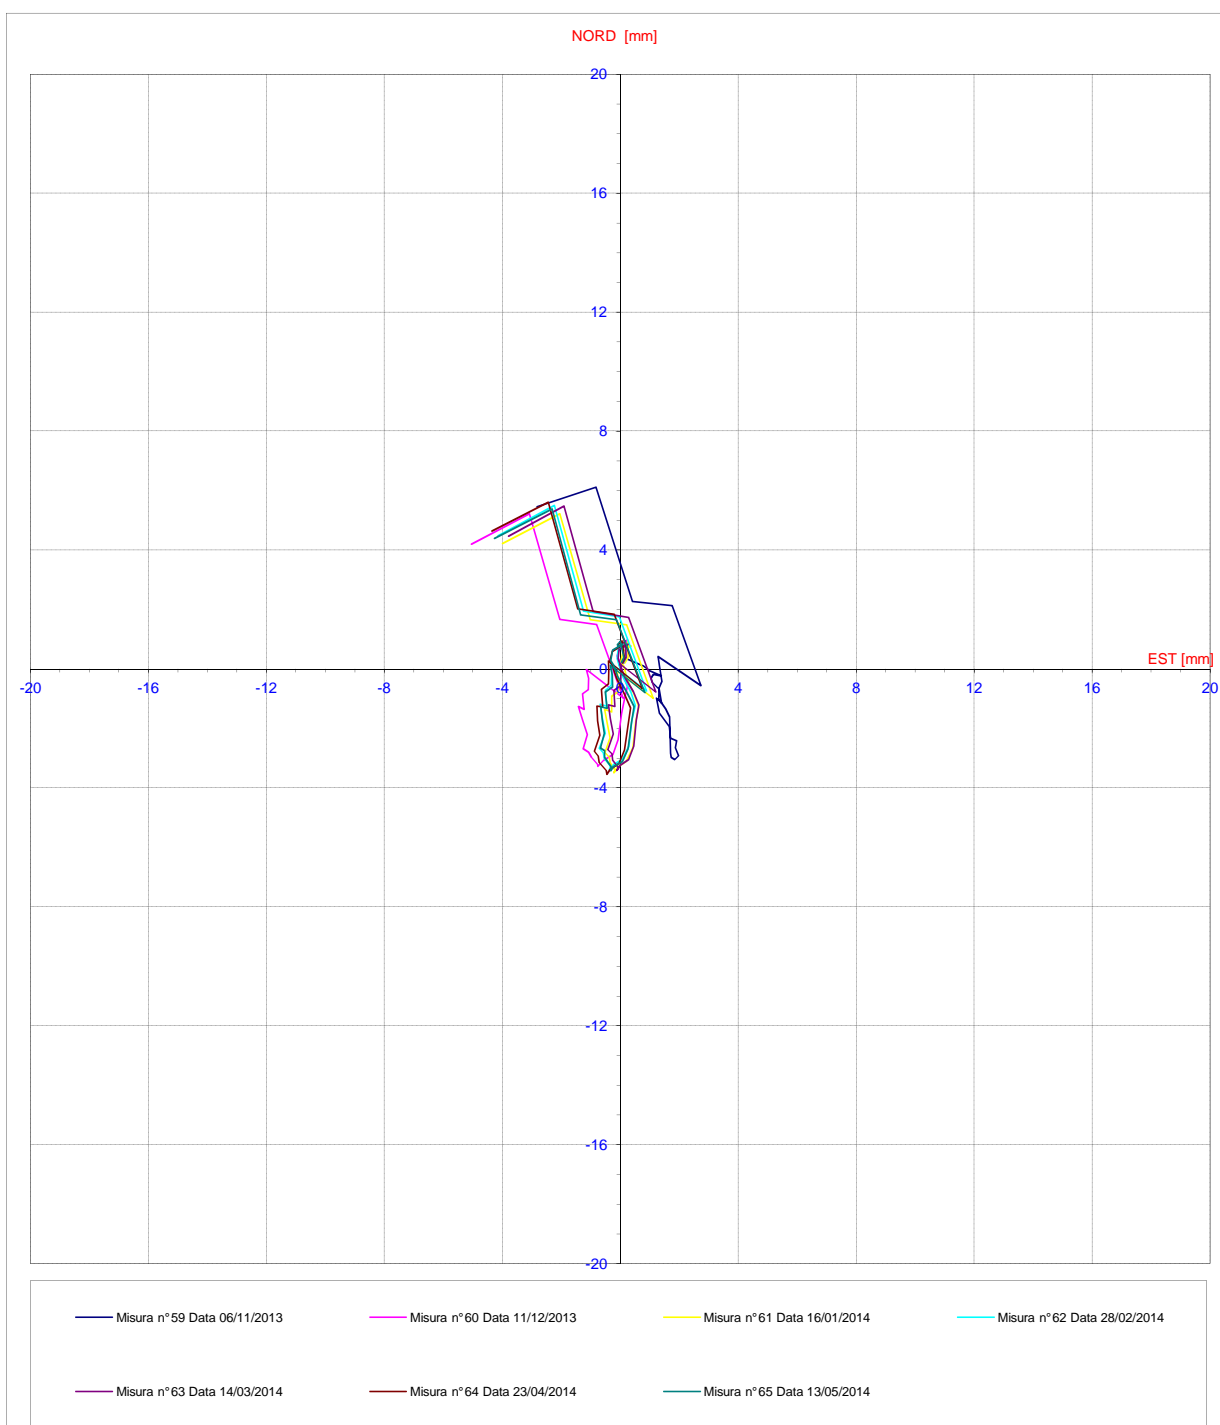 NORD [mm]
20
16
12
8
4
0
EST [mm]
-20 -16 -12 -8 -4 0 4 8 12 16 20
-4
-8
-12
-16
-20
Misura n°59 Data 06/11/2013 Misura n°60 Data 11/12/2013 Misura n°61 Data 16/01/2014 Misura n°62 Data 28/02/2014
Misura n°63 Data 14/03/2014 Misura n°64 Data 23/04/2014 Misura n°65 Data 13/05/2014